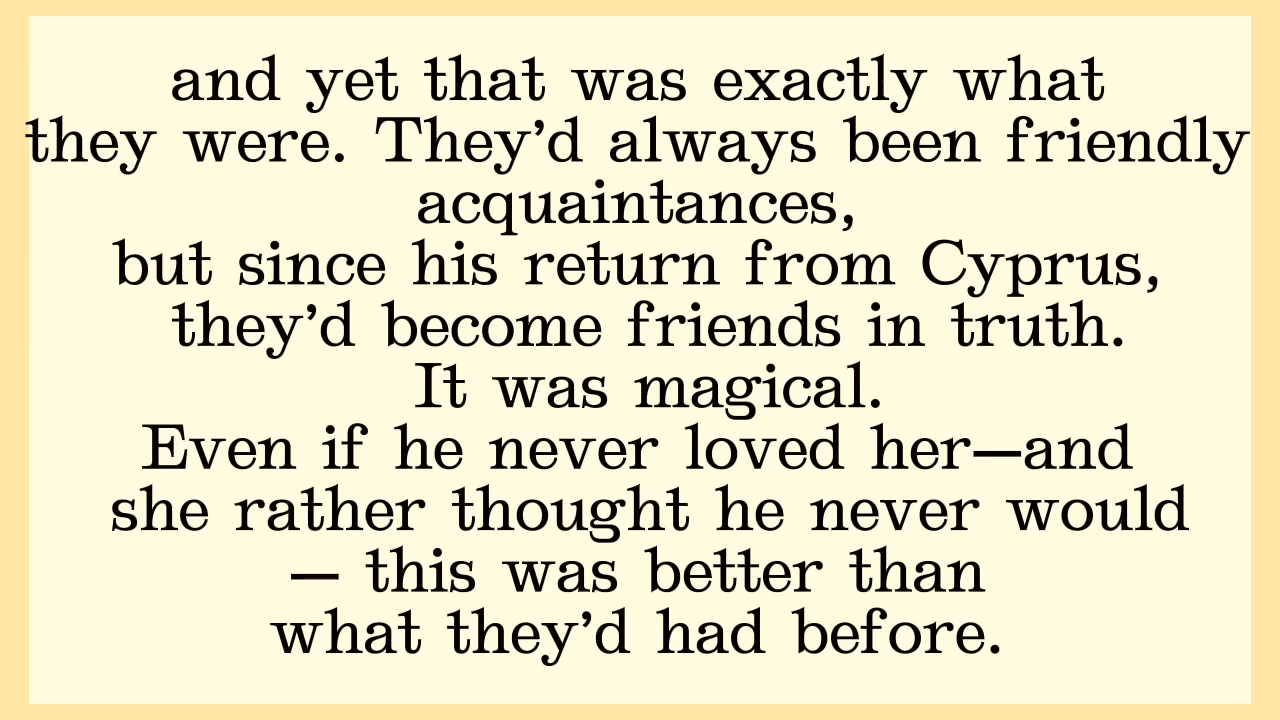 and yet that was exactly what
they were. They’d always been friendly
acquaintances,
but since his return from Cyprus,
they’d become friends in truth.
It was magical.
Even if he never loved her—and
she rather thought he never would
— this was better than
what they’d had before.